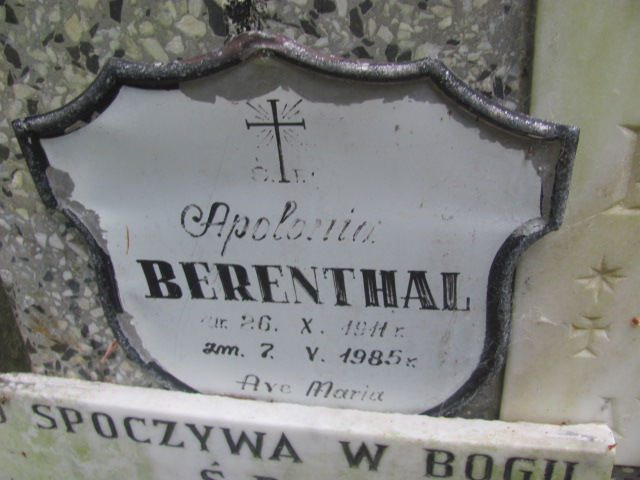 Ś. P.
Apolonia
BERENTHAL
ur. 26. X. 1911 r.
zm. 7. V. 1985 r.
Ave Maria
SPOCZYWA W BOGU
Ś P